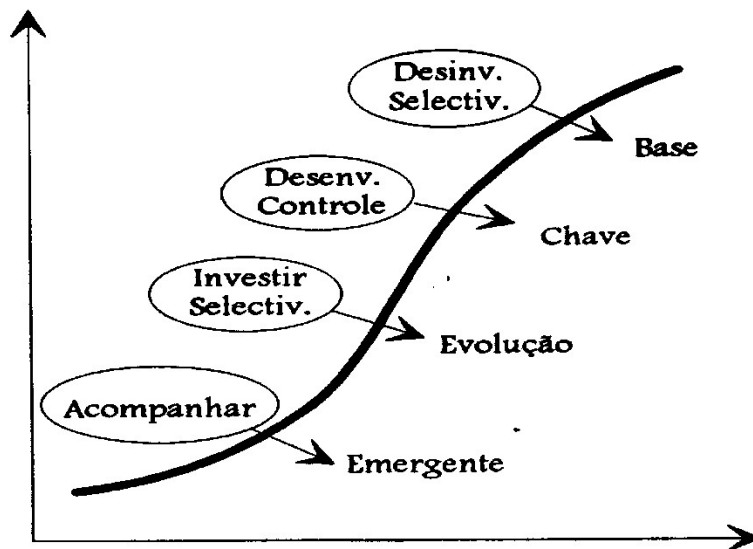 Desinv.
Selectiv.
Base
Desenv.
Controle
Chave
Investir
Selectiv.
Evolução
Acompanhar
Emergente